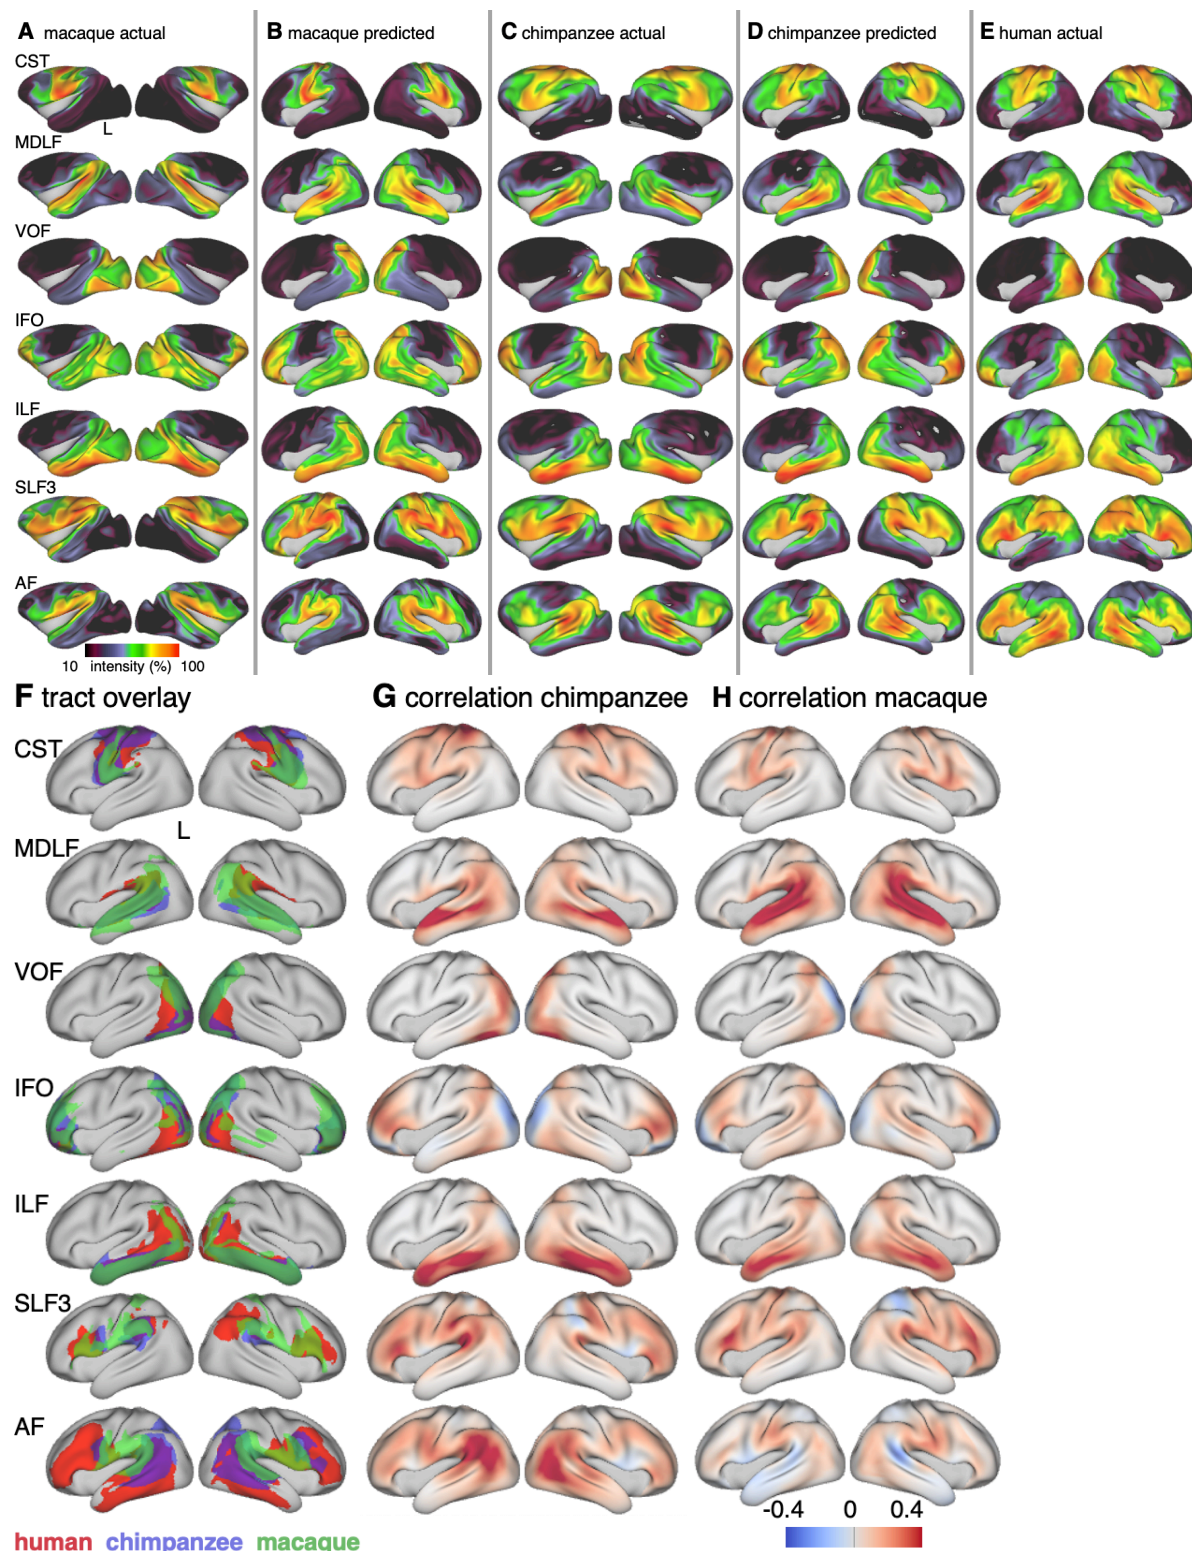 A macaque actual
B macaque predicted
C chimpanzee actual
D chimpanzee predicted
E human actual
CST
L
MDLF
VOF
IFO
ILF
SLF3
AF
10 intensity (%) 100
F tract overlay
G correlation chimpanzee
H correlation macaque
CST
L
MDLF
VOF
IFO
ILF
SLF3
AF
-0.4 0 0.4
human chimpanzee macaque